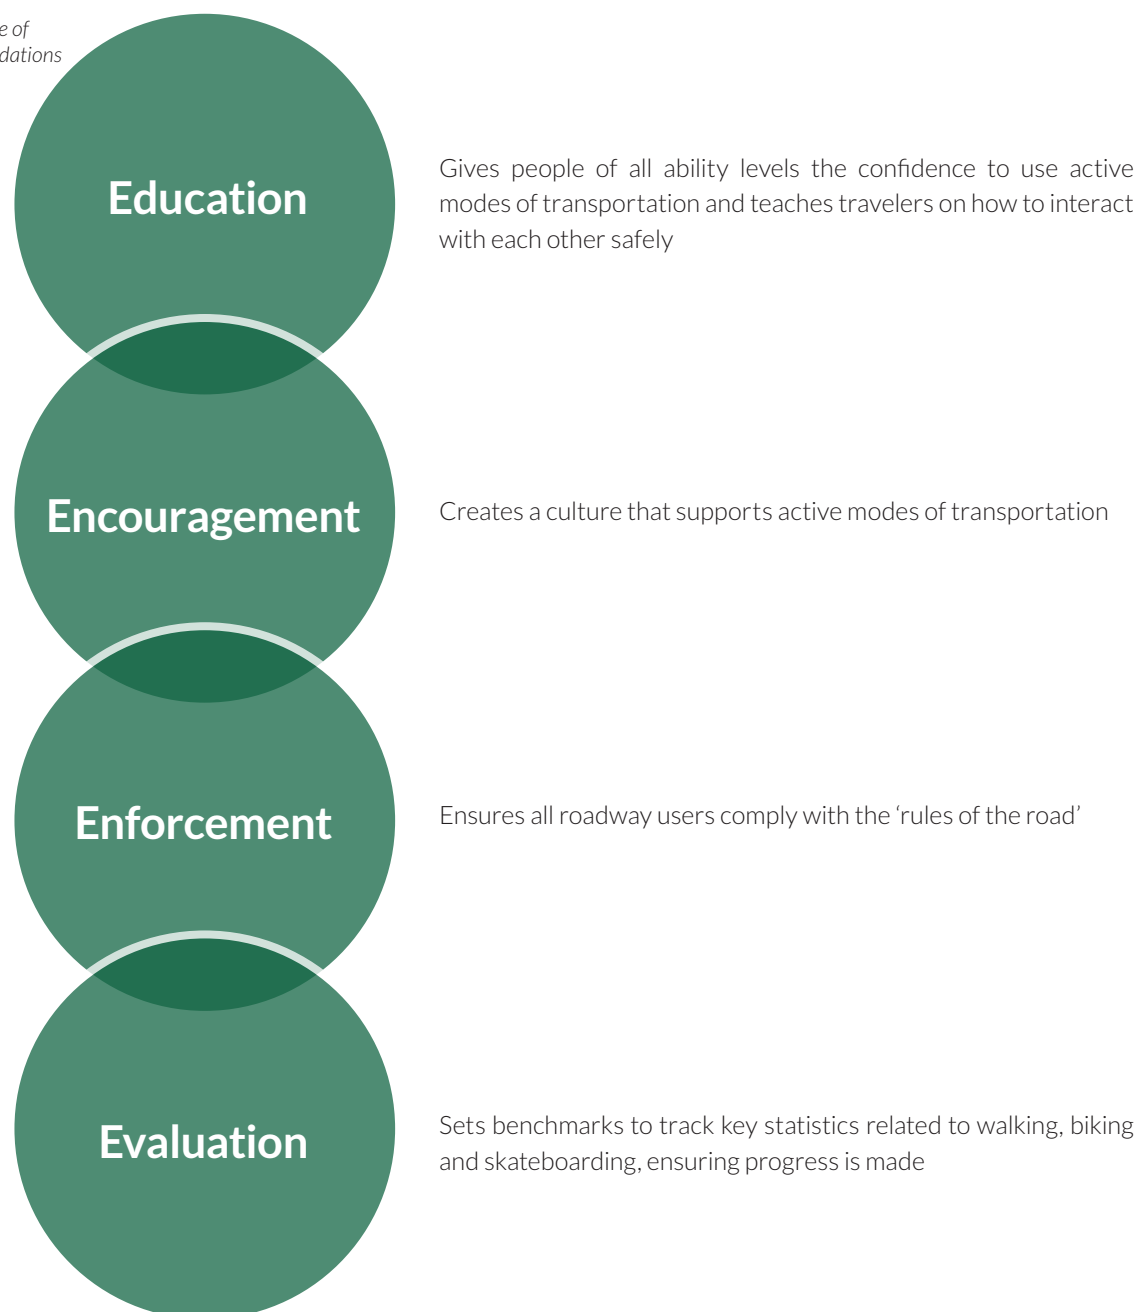 of
Education
Gives people of all ability levels the confidence to use active
modes of transportation and teaches travelers on how to interact
with each other safely
Encouragement
Creates a culture that supports active modes of transportation
Enforcement
Ensures all roadway users comply with the ‘rules of the road’
Evaluation
Sets benchmarks to track key statistics related to walking, biking
and skateboarding, ensuring progress is made